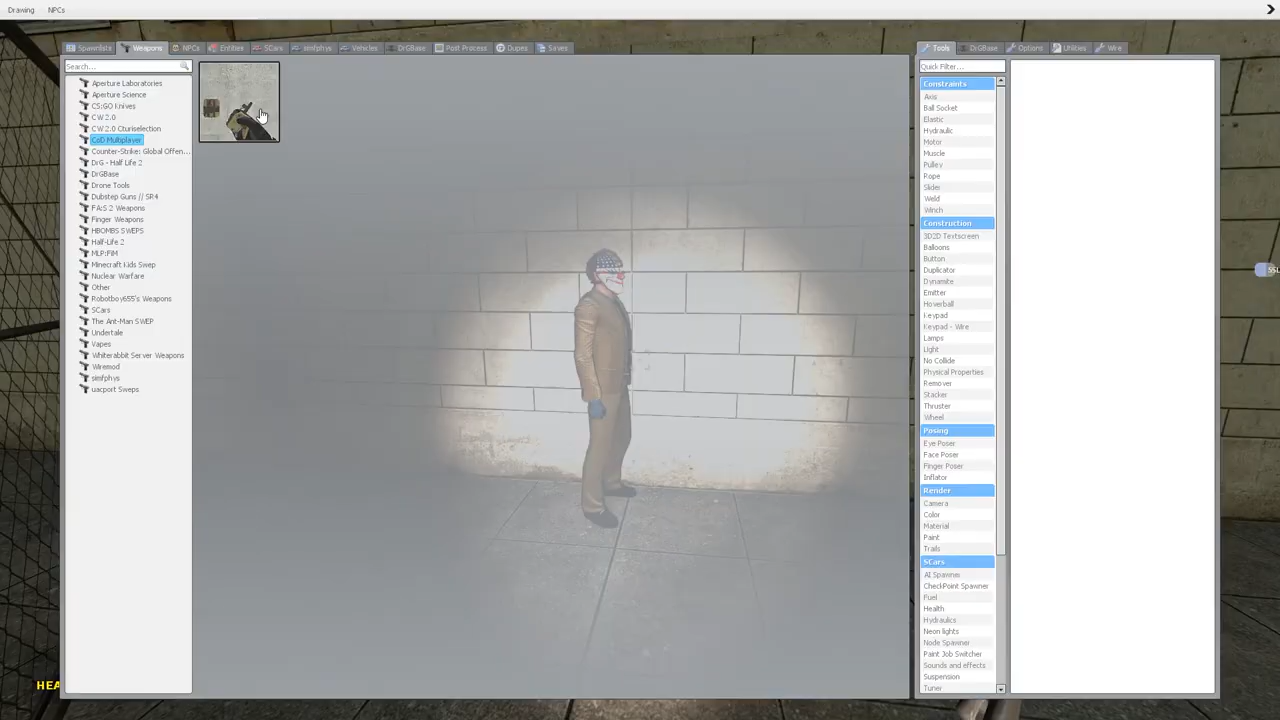 Drawing NPCs
Spawnlists Weapons NPCs Entities SCars simfphys Vehicles DrGBase Post Process Dupes Saves
Search...
Aperture Laboratories
Aperture Science
CS:GO Knives
CW 2.0
CW 2.0 Oturiselection
CoD Multiplayer
Counter-Strike: Global Offen...
DrG - Half Life 2
DrGBase
Drone Tools
Dubstep Guns // SR4
FA:S 2 Weapons
Finger Weapons
HBOMBS SWEPS
Half-Life 2
MLP:FiM
Minecraft Kids Swep
Nuclear Warfare
Other
Robotboy655's Weapons
SCars
The Ant-Man SWEP
Undertale
Vapes
Whiterabbit Server Weapons
Wiremod
simfphys
uacport Sweps
HEA
Tools DrGBase Options Utilities Wire
Quick Filter...
Constraints
Axis
Ball Socket
Elastic
Hydraulic
Motor
Muscle
Pulley
Rope
Slider
Weld
Winch
Construction
3D2D Textscreen
Balloons
Button
Duplicator
Dynamite
Emitter
Hoverball
Keypad
Keypad - Wire
Lamps
Light
No Collide
Physical Properties
Remover
Stacker
Thruster
Wheel
Posing
Eye Poser
Face Poser
Finger Poser
Inflator
Render
Camera
Color
Material
Paint
Trails
SCars
AI Spawner
CheckPoint Spawner
Fuel
Health
Hydraulics
Neon lights
Node Spawner
Paint Job Switcher
Sounds and effects
Suspension
Tuner